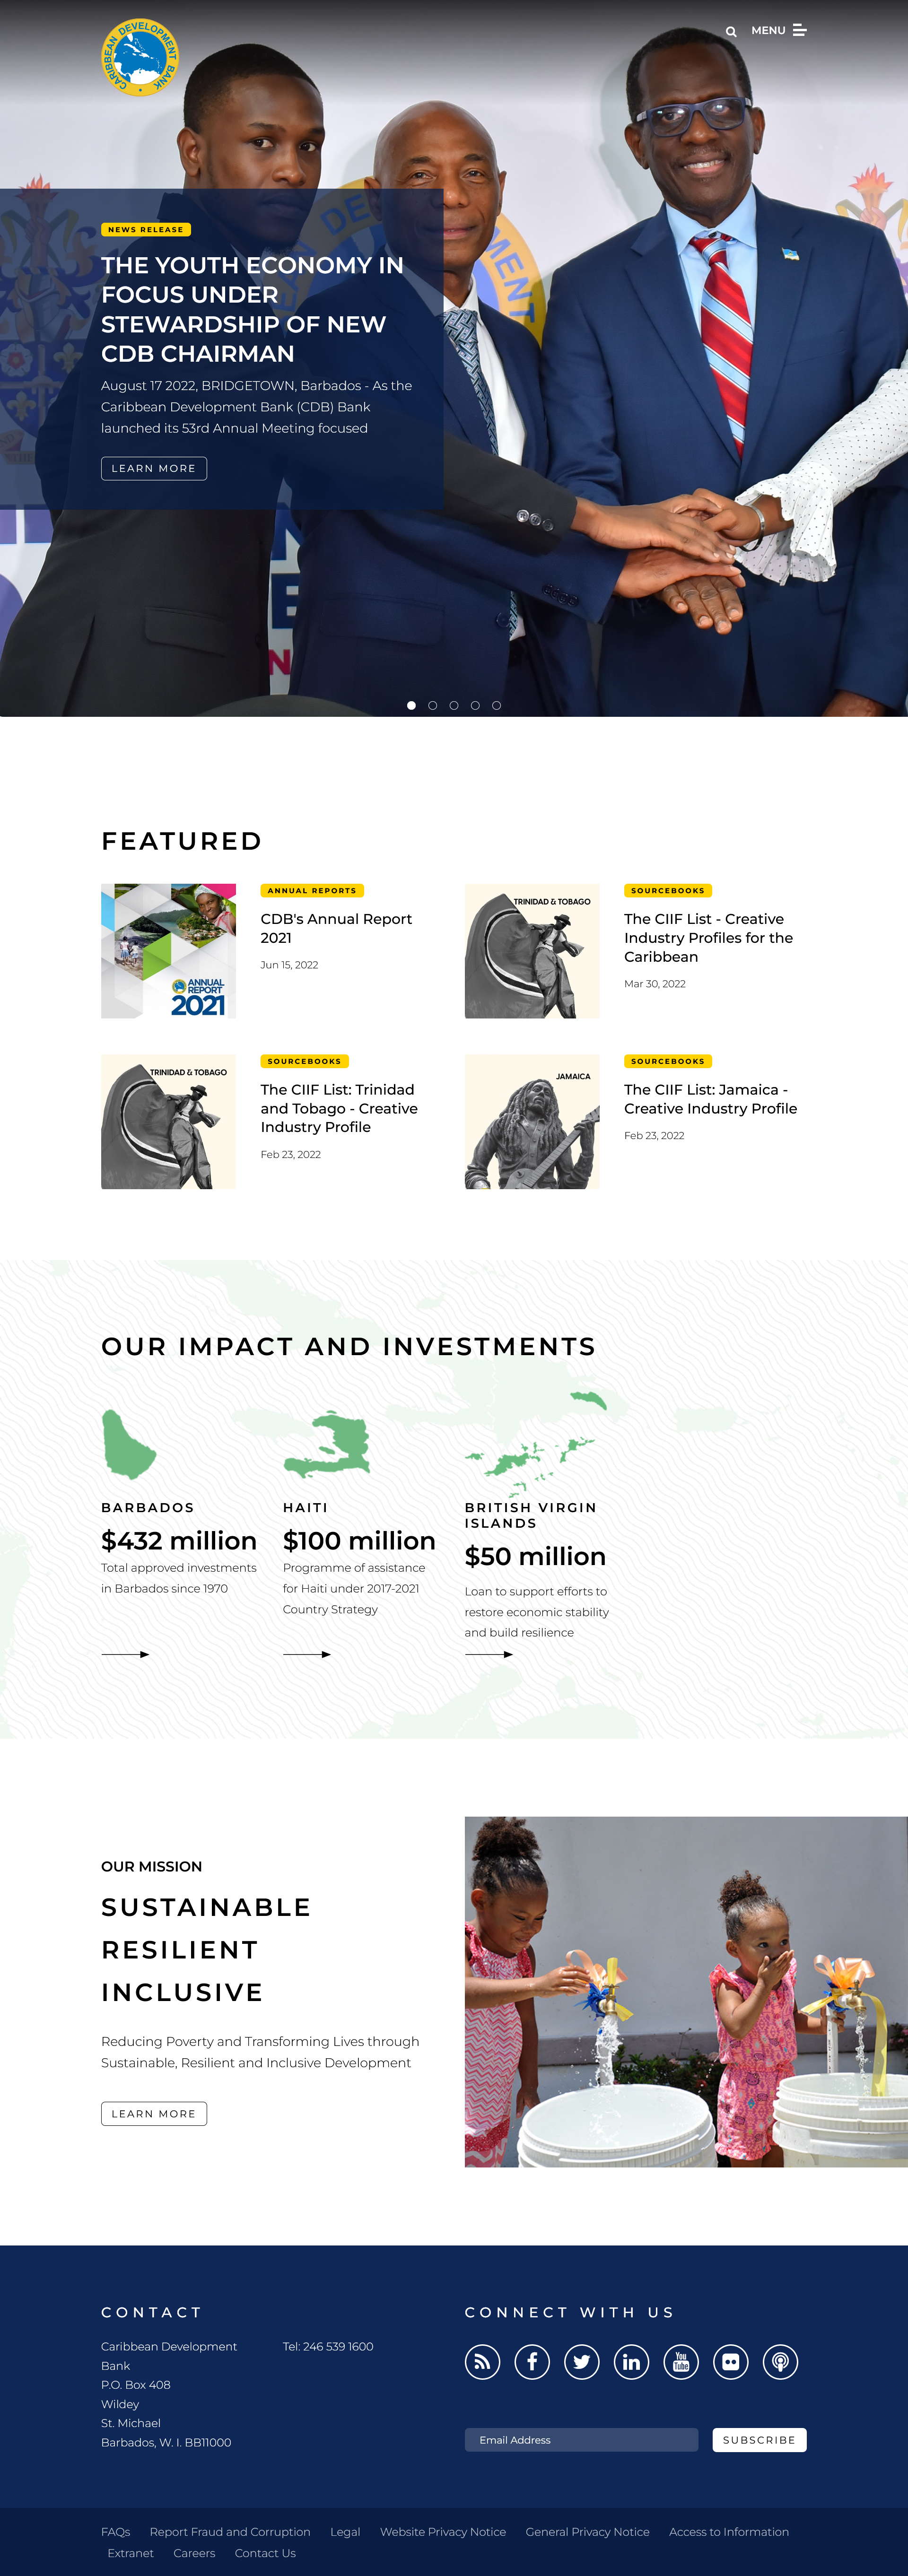 CARIBBEAN DEVELOPMENT BANK
MENU
DE
MENT
NEWS RELEASE
THE YOUTH ECONOMY IN
FOCUS UNDER
STEWARDSHIP OF NEW
CDB CHAIRMAN
August 17 2022, BRIDGETOWN, Barbados - As the
Caribbean Development Bank (CDB) Bank
launched its 53rd Annual Meeting focused
LEARN MORE
FEATURED
ANNUAL REPORT
2021
ANNUAL REPORTS
CDB's Annual Report
2021
Jun 15, 2022
TRINIDAD & TOBAGO
SOURCEBOOKS
The CIIF List - Creative
Industry Profiles for the
Caribbean
Mar 30, 2022
TRINIDAD & TOBAGO
SOURCEBOOKS
The CIIF List: Trinidad
and Tobago - Creative
Industry Profile
Feb 23, 2022
JAMAICA
SOURCEBOOKS
The CIIF List: Jamaica -
Creative Industry Profile
Feb 23, 2022
OUR IMPACT AND INVESTMENTS
BARBADOS
$432 million
Total approved investments
in Barbados since 1970
HAITI
$100 million
Programme of assistance
for Haiti under 2017-2021
Country Strategy
BRITISH VIRGIN
ISLANDS
$50 million
Loan to support efforts to
restore economic stability
and build resilience
OUR MISSION
SUSTAINABLE
RESILIENT
INCLUSIVE
Reducing Poverty and Transforming Lives through
Sustainable, Resilient and Inclusive Development
LEARN MORE
CONTACT
Caribbean Development
Bank
P.O. Box 408
Wildey
St. Michael
Barbados, W. I. BB11000
Tel: 246 539 1600
CONNECT WITH US
You
Tube
Email Address
SUBSCRIBE
FAQs Report Fraud and Corruption Legal Website Privacy Notice General Privacy Notice Access to Information
Extranet Careers Contact Us